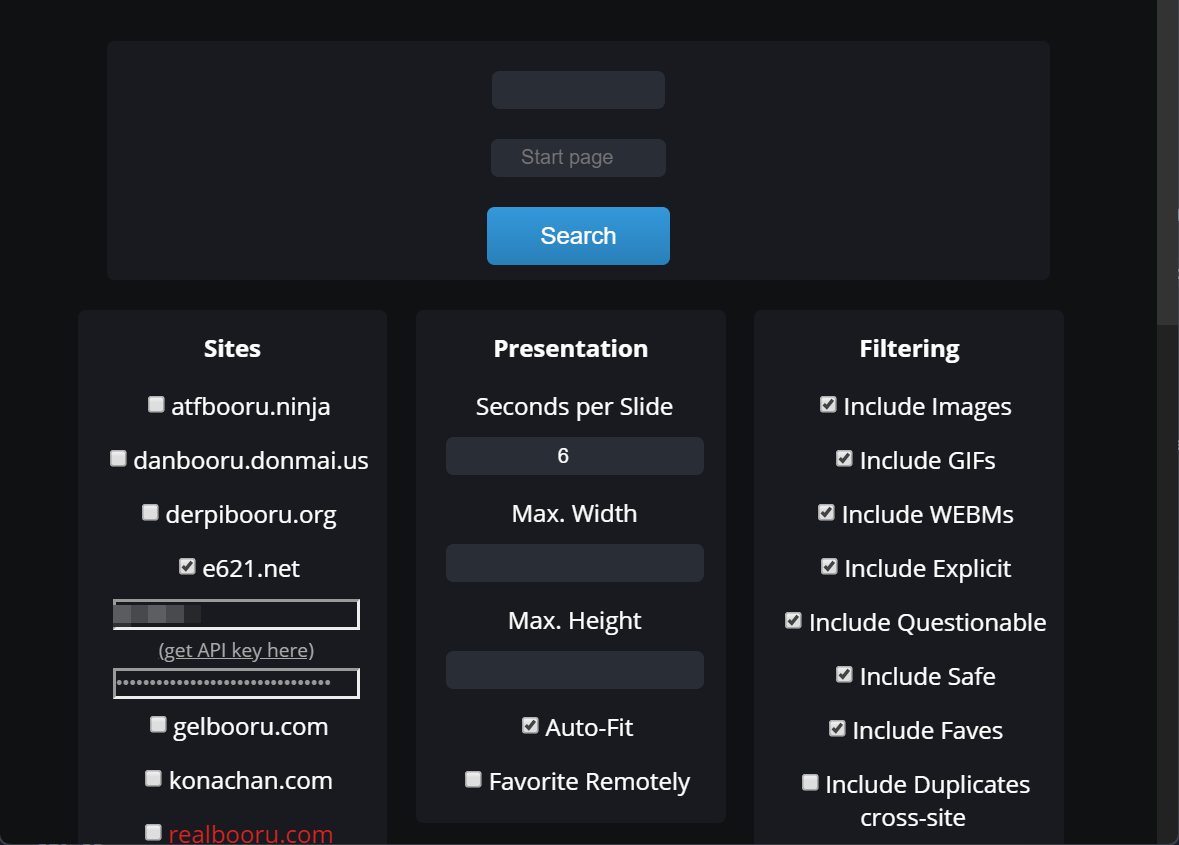 Start page
Search
Sites
atfbooru.ninja
danbooru.donmai.us
derpibooru.org
e621.net
(get API key here)
••••••••••••••••••••••••••••••••
gelbooru.com
konachan.com
realbooru.com
Presentation
Seconds per Slide
6
Max. Width
Max. Height
Auto-Fit
Favorite Remotely
Filtering
Include Images
Include GIFs
Include WEBMs
Include Explicit
Include Questionable
Include Safe
Include Faves
Include Duplicates
cross-site